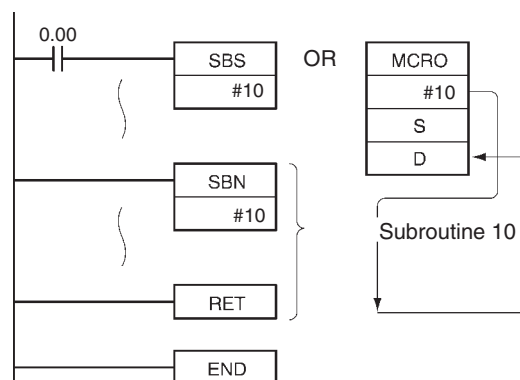 0.00
SBS OR MCRO
#10 #10
S
D
SBN
#10
Subroutine 10
RET
END